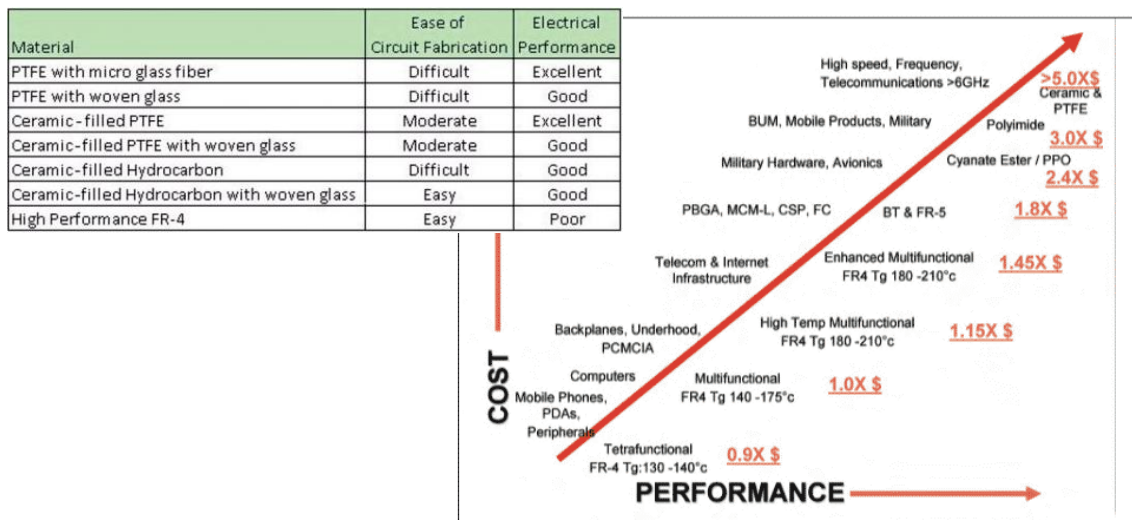 Material
Ease of
Circuit Fabrication
Electrical
Performance
PTFE with micro glass fiber Difficult Excellent
PTFE with woven glass Difficult Good
Ceramic-filled PTFE Moderate Excellent
Ceramic-filled PTFE with woven glass Moderate Good
Ceramic-filled Hydrocarbon Difficult Good
Ceramic-filled Hydrocarbon with woven glass Easy Good
High Performance FR-4 Easy Poor
High speed, Frequency,
Telecommunications >6GHz
>5.0X$
Ceramic &
PTFE
BUM, Mobile Products, Military
Polyimide
3.0X $
Military Hardware, Avionics
Cyanate Ester / PPO
2.4X $
PBGA, MCM-L, CSP, FC
BT & FR-5
1.8X $
Telecom & Internet
Infrastructure
Enhanced Multifunctional
FR4 Tg 180 -210°c
1.45X $
Backplanes, Underhood,
PCMCIA
High Temp Multifunctional
FR4 Tg 180 -210°c
1.15X $
Computers
Multifunctional
FR4 Tg 140 -175°c
1.0X $
Mobile Phones,
PDAs,
Peripherals
Tetrafunctional
FR-4 Tg:130 -140°c
0.9X $
COST
PERFORMANCE